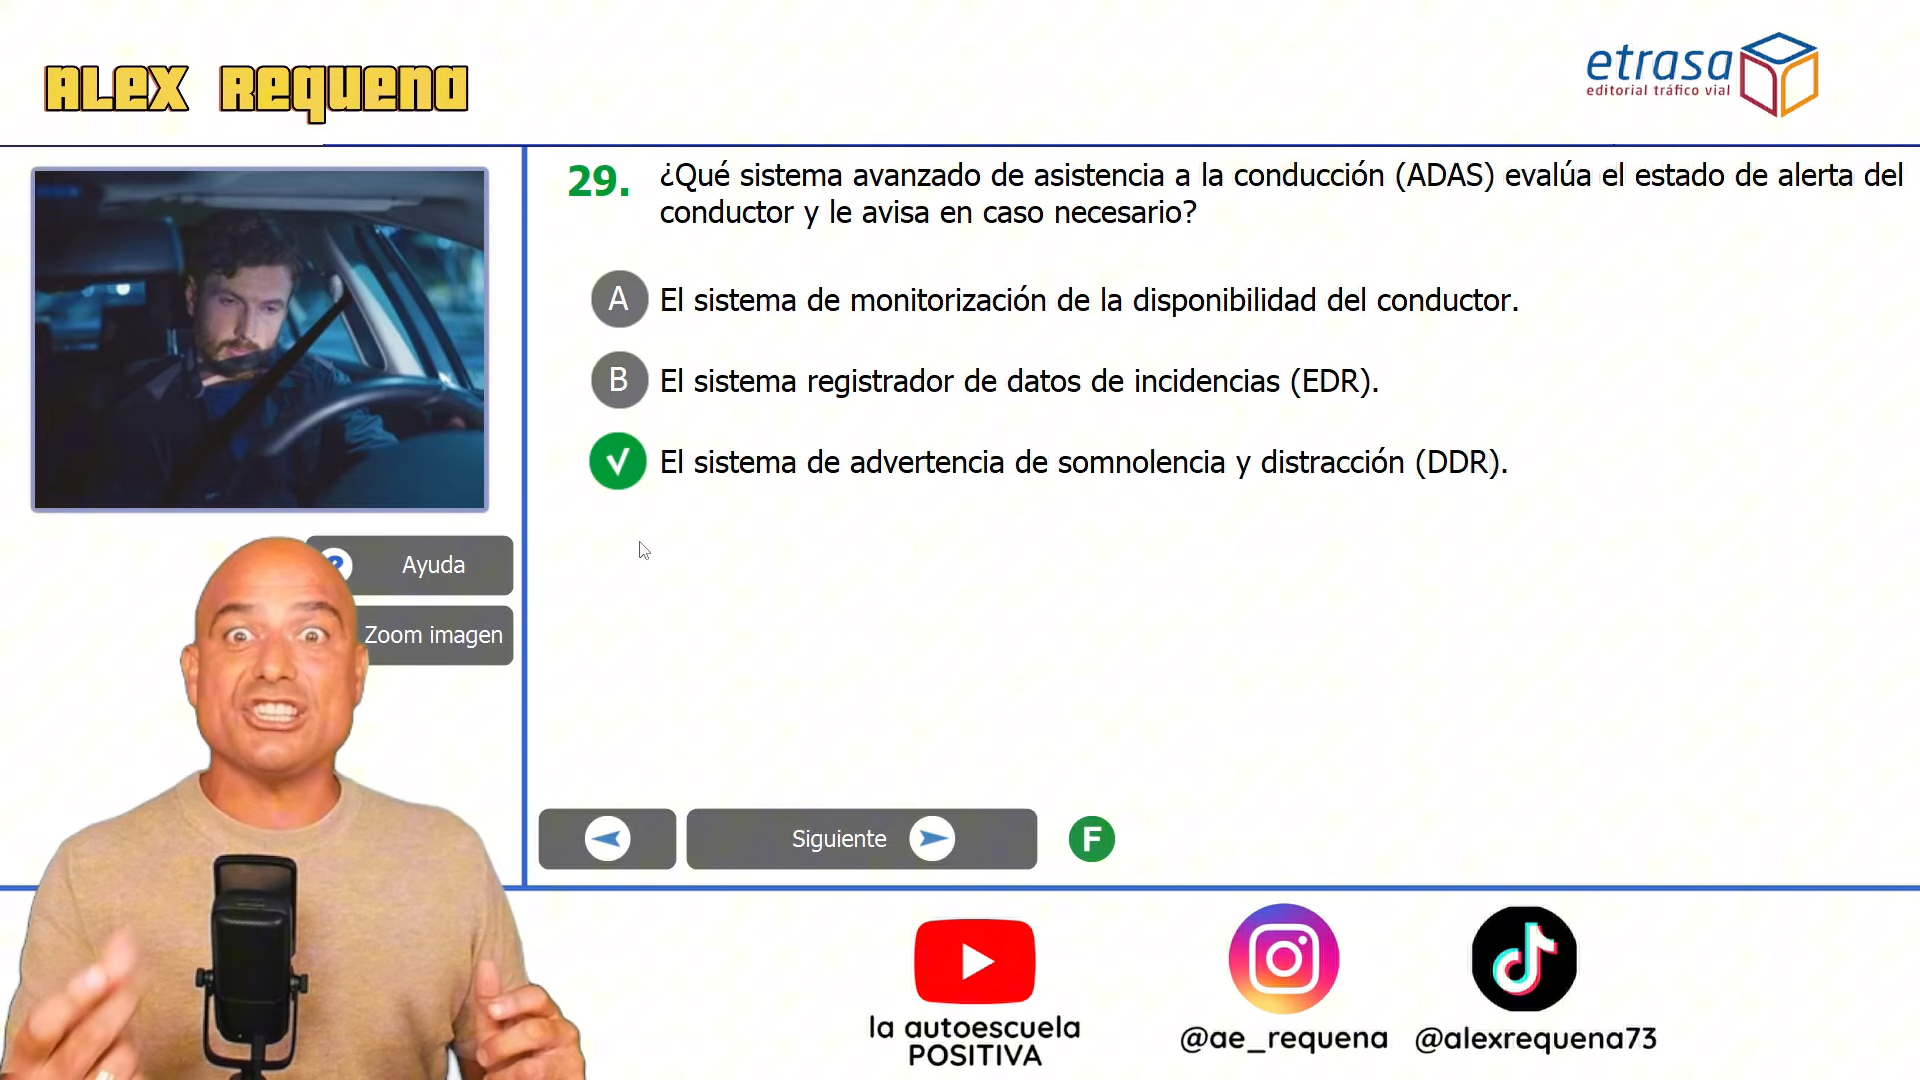 ALEX REQUENA
etrasa
editorial tráfico vial
29.
¿Qué sistema avanzado de asistencia a la conducción (ADAS) evalúa el estado de alerta del
conductor y le avisa en caso necesario?
A
El sistema de monitorización de la disponibilidad del conductor.
B
El sistema registrador de datos de incidencias (EDR).
√
El sistema de advertencia de somnolencia y distracción (DDR).
Ayuda
Zoom imagen
Siguiente
F
la autoescuela
POSITIVA
@ae_requena
@alexrequena73